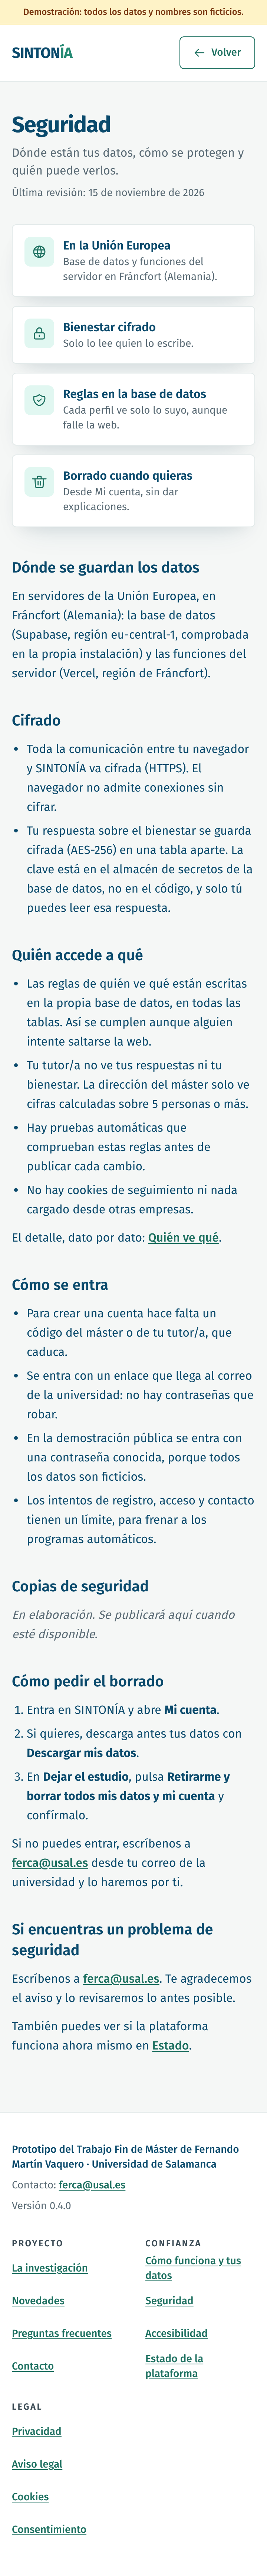 Demostración: todos los datos y nombres son ficticios.
SINTONÍA
← Volver
Seguridad
Dónde están tus datos, cómo se protegen y
quién puede verlos.
Última revisión: 15 de noviembre de 2026
En la Unión Europea
Base de datos y funciones del
servidor en Fráncfort (Alemania).
Bienestar cifrado
Solo lo lee quien lo escribe.
Reglas en la base de datos
Cada perfil ve solo lo suyo, aunque
falle la web.
Borrado cuando quieras
Desde Mi cuenta, sin dar
explicaciones.
Dónde se guardan los datos
En servidores de la Unión Europea, en
Fráncfort (Alemania): la base de datos
(Supabase, región eu-central-1, comprobada
en la propia instalación) y las funciones del
servidor (Vercel, región de Fráncfort).
Cifrado
• Toda la comunicación entre tu navegador
y SINTONÍA va cifrada (HTTPS). El
navegador no admite conexiones sin
cifrar.
• Tu respuesta sobre el bienestar se guarda
cifrada (AES-256) en una tabla aparte. La
clave está en el almacén de secretos de la
base de datos, no en el código, y solo tú
puedes leer esa respuesta.
Quién accede a qué
• Las reglas de quién ve qué están escritas
en la propia base de datos, en todas las
tablas. Así se cumplen aunque alguien
intente saltarse la web.
• Tu tutor/a no ve tus respuestas ni tu
bienestar. La dirección del máster solo ve
cifras calculadas sobre 5 personas o más.
• Hay pruebas automáticas que
comprueban estas reglas antes de
publicar cada cambio.
• No hay cookies de seguimiento ni nada
cargado desde otras empresas.
El detalle, dato por dato: Quién ve qué.
Cómo se entra
• Para crear una cuenta hace falta un
código del máster o de tu tutor/a, que
caduca.
• Se entra con un enlace que llega al correo
de la universidad: no hay contraseñas que
robar.
• En la demostración pública se entra con
una contraseña conocida, porque todos
los datos son ficticios.
• Los intentos de registro, acceso y contacto
tienen un límite, para frenar a los
programas automáticos.
Copias de seguridad
En elaboración. Se publicará aquí cuando
esté disponible.
Cómo pedir el borrado
1. Entra en SINTONÍA y abre Mi cuenta.
2. Si quieres, descarga antes tus datos con
Descargar mis datos.
3. En Dejar el estudio, pulsa Retirarme y
borrar todos mis datos y mi cuenta y
confírmalo.
Si no puedes entrar, escríbenos a
ferca@usal.es desde tu correo de la
universidad y lo haremos por ti.
Si encuentras un problema de
seguridad
Escríbenos a ferca@usal.es. Te agradecemos
el aviso y lo revisaremos lo antes posible.
También puedes ver si la plataforma
funciona ahora mismo en Estado.
Prototipo del Trabajo Fin de Máster de Fernando
Martín Vaquero · Universidad de Salamanca
Contacto: ferca@usal.es
Versión 0.4.0
PROYECTO
La investigación
Novedades
Preguntas frecuentes
Contacto
CONFIANZA
Cómo funciona y tus
datos
Seguridad
Accesibilidad
Estado de la
plataforma
LEGAL
Privacidad
Aviso legal
Cookies
Consentimiento